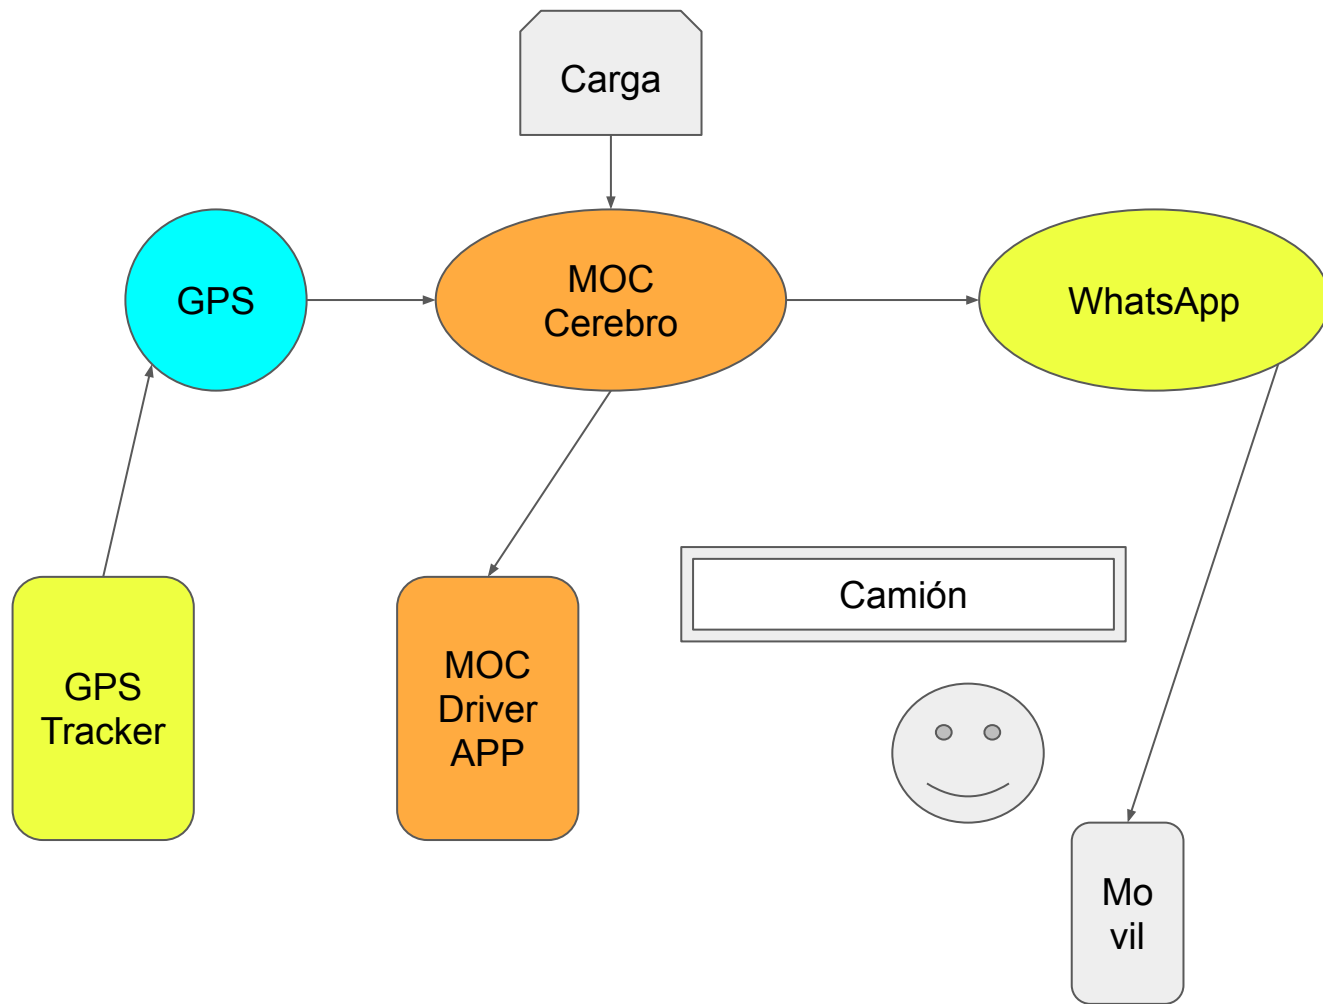 Carga
GPS
MOC
Cerebro
WhatsApp
Camión
GPS
Tracker
MOC
Driver
APP
Mo
vil